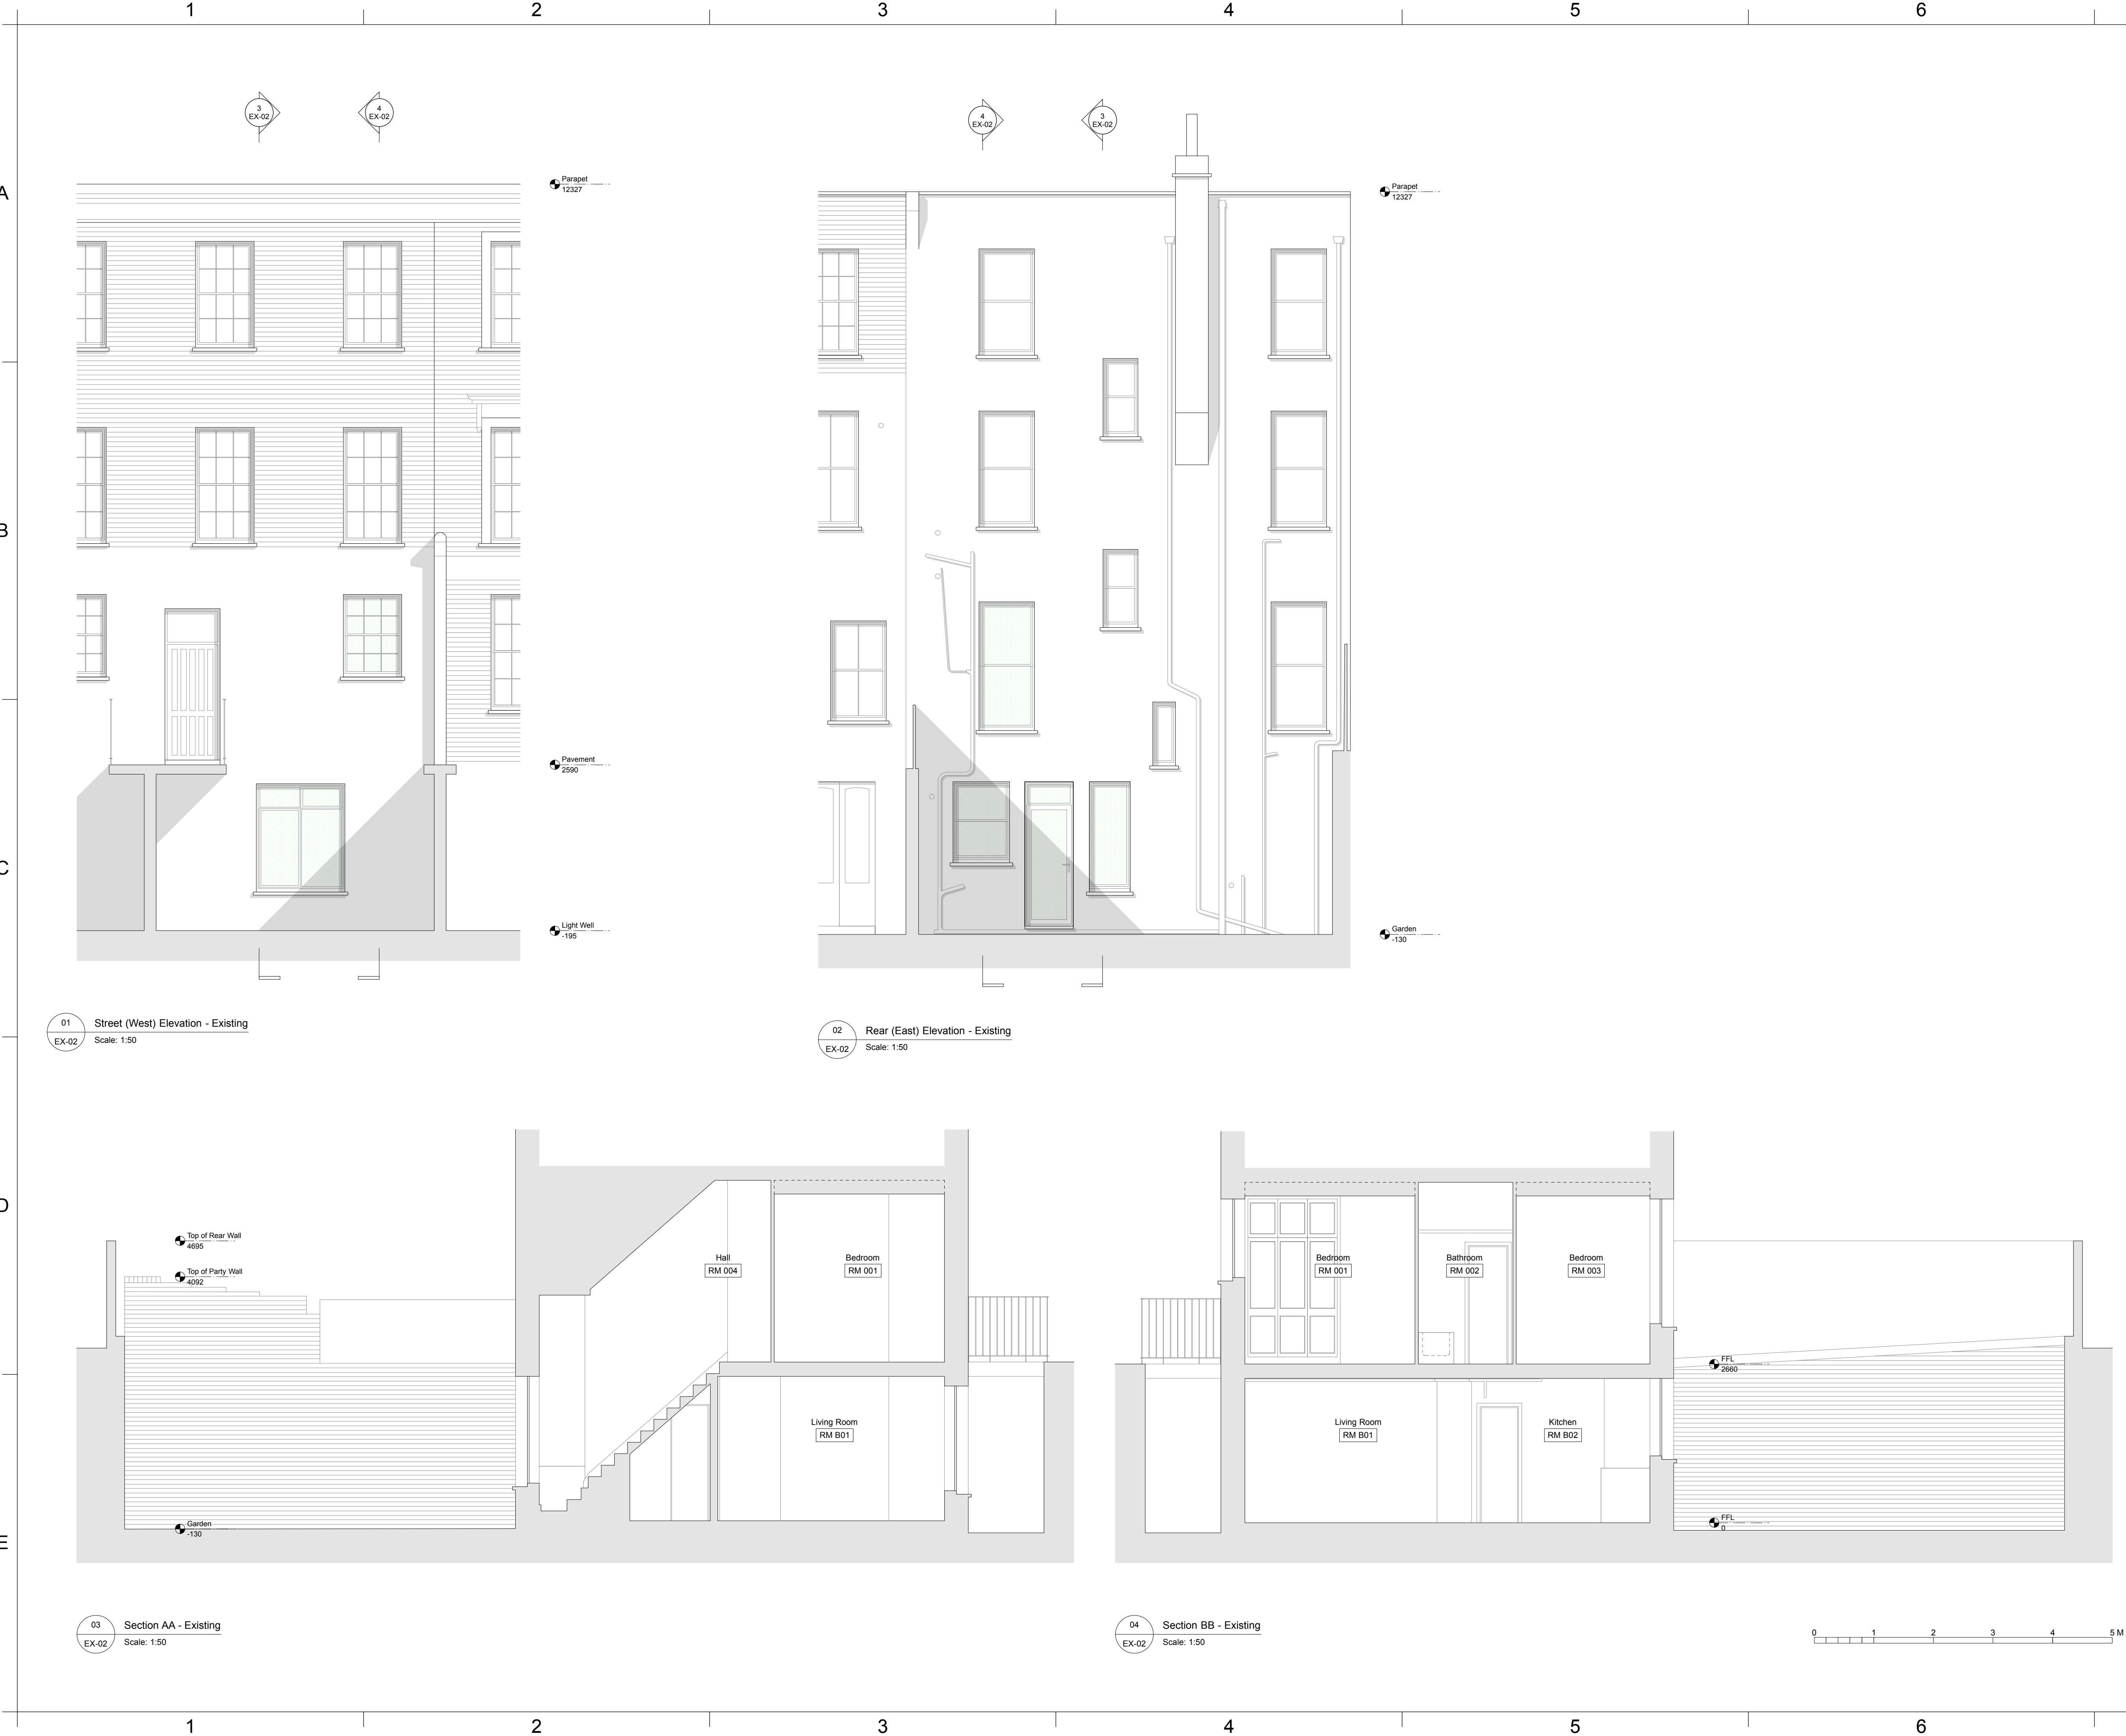 1 2 3 4 5 6
3
EX-02
4
EX-02
4
EX-02
3
EX-02
A
Parapet
12327
Parapet
12327
B
Pavement
2590
C
Light Well
-195
Garden
-130
01
EX-02
Street (West) Elevation - Existing
Scale: 1:50
02
EX-02
Rear (East) Elevation - Existing
Scale: 1:50
D
Top of Rear Wall
4695
Top of Party Wall
4092
Hall
RM 004
Bedroom
RM 001
Living Room
RM B01
Garden
-130
Bedroom
RM 001
Bathroom
RM 002
Bedroom
RM 003
FFL
2660
Living Room
RM B01
Kitchen
RM B02
FFL
0
E
03
EX-02
Section AA - Existing
Scale: 1:50
04
EX-02
Section BB - Existing
Scale: 1:50
0 1 2 3 4 5 M
1 2 3 4 5 6